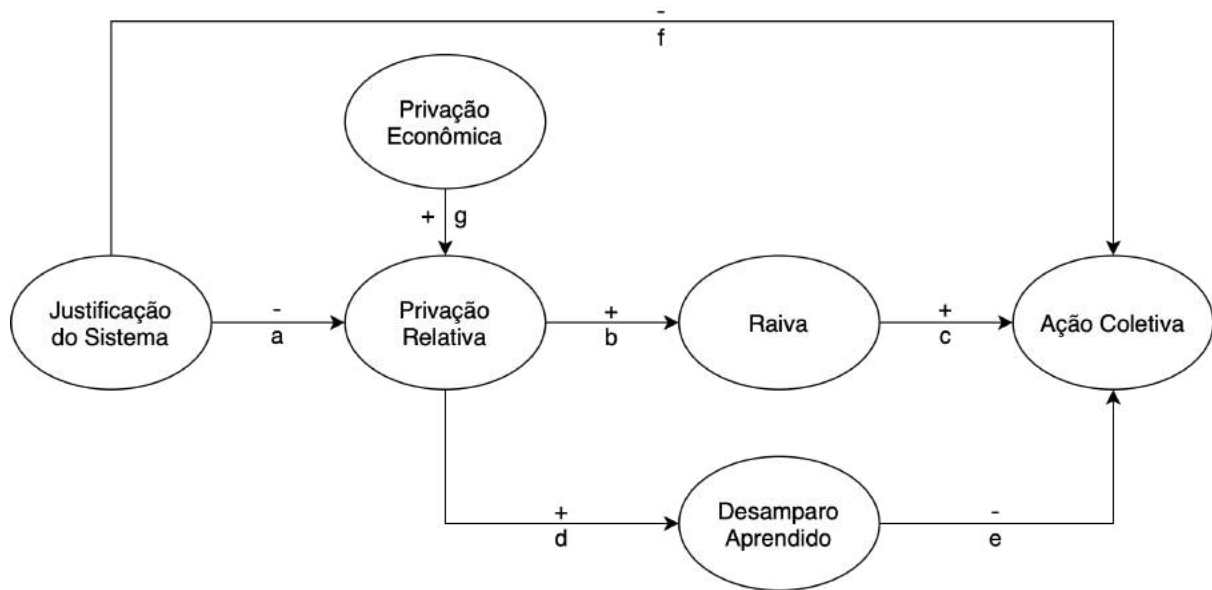 -
f
Privação
Econômica
+ g
Justificação
do Sistema
-
a
Privação
Relativa
+
b
Raiva
+
c
Ação Coletiva
+
d
Desamparo
Aprendido
-
e